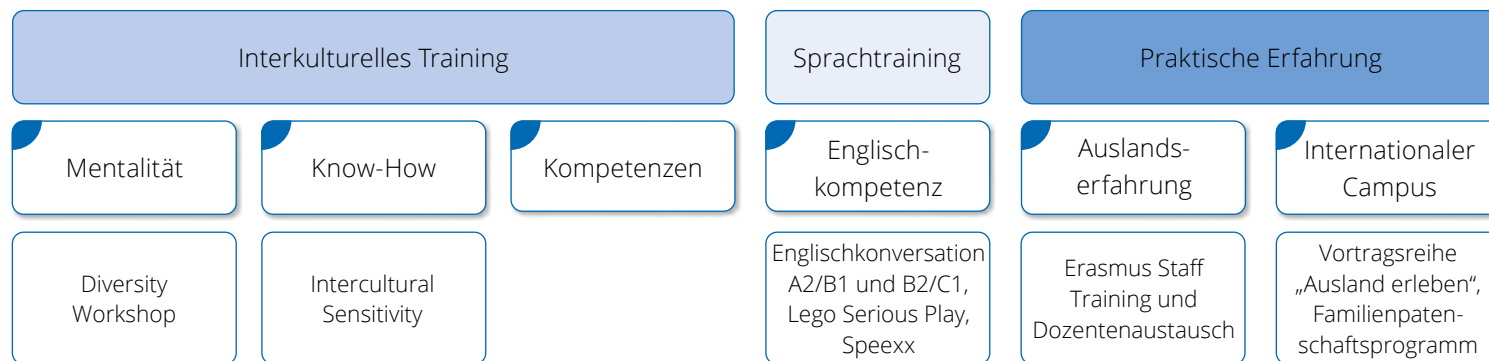 Interkulturelles Training
Sprachtraining
Praktische Erfahrung
Mentalität
Know-How
Kompetenzen
Englisch-
kompetenz
Auslands-
erfahrung
Internationaler
Campus
Diversity
Workshop
Intercultural
Sensitivity
Englischkonversation
A2/B1 und B2/C1,
Lego Serious Play,
Speexx
Erasmus Staff
Training und
Dozentenaustausch
Vortragsreihe
„Ausland erleben“,
Familienpaten-
schaftsprogramm